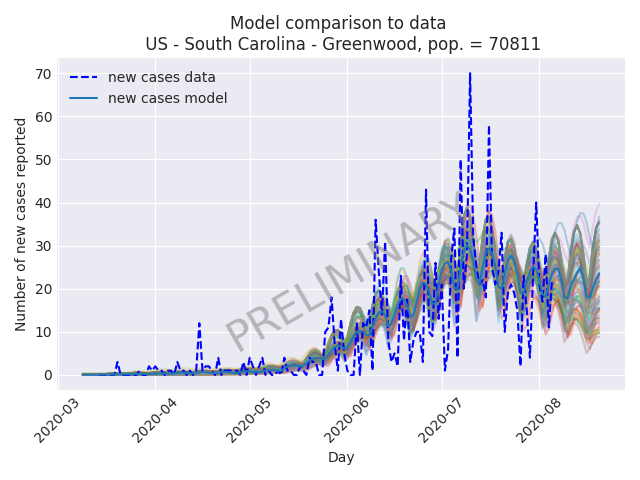 Model comparison to data
US - South Carolina - Greenwood, pop. = 70811
new cases data
new cases model
PRELIMINARY
Number of new cases reported
70
60
50
40
30
20
10
0
2020-03
2020-04
2020-05
2020-06
2020-07
2020-08
Day